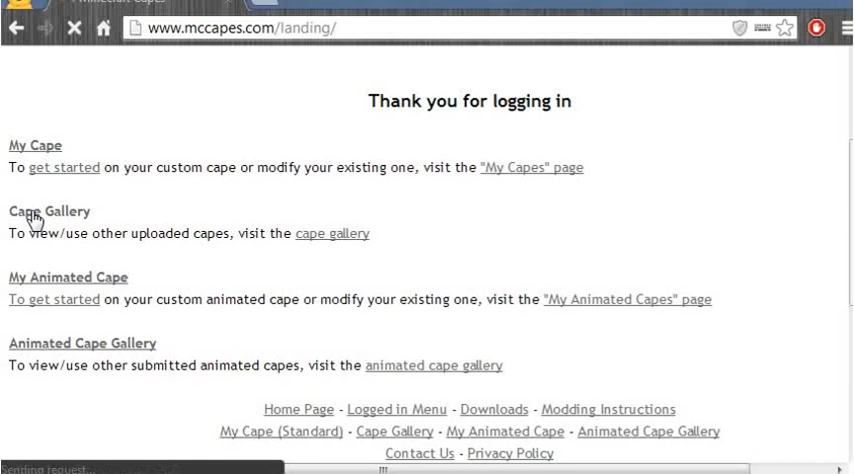 Minecraft Capes
www.mccapes.com/landing/
Thank you for logging in
My Cape
To get started on your custom cape or modify your existing one, visit the "My Capes" page
Cape Gallery
To view/use other uploaded capes, visit the cape gallery
My Animated Cape
To get started on your custom animated cape or modify your existing one, visit the "My Animated Capes" page
Animated Cape Gallery
To view/use other submitted animated capes, visit the animated cape gallery
Home Page - Logged in Menu - Downloads - Modding Instructions
My Cape (Standard) - Cape Gallery - My Animated Cape - Animated Cape Gallery
Contact Us - Privacy Policy
Sending request...